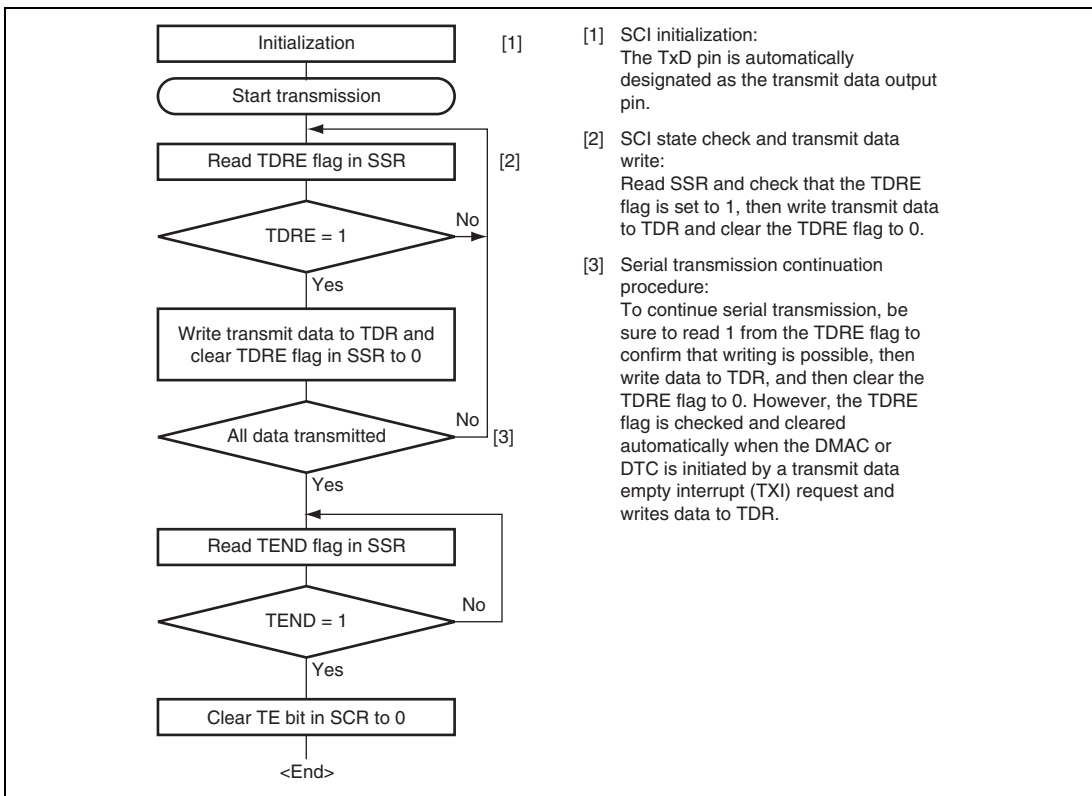 Initialization [1]
Start transmission
Read TDRE flag in SSR [2]
TDRE = 1
No
Yes
Write transmit data to TDR and
clear TDRE flag in SSR to 0
All data transmitted
No
[3]
Yes
Read TEND flag in SSR
TEND = 1
No
Yes
Clear TE bit in SCR to 0
<End>
[1] SCI initialization:
The TxD pin is automatically
designated as the transmit data output
pin.
[2] SCI state check and transmit data
write:
Read SSR and check that the TDRE
flag is set to 1, then write transmit data
to TDR and clear the TDRE flag to 0.
[3] Serial transmission continuation
procedure:
To continue serial transmission, be
sure to read 1 from the TDRE flag to
confirm that writing is possible, then
write data to TDR, and then clear the
TDRE flag to 0. However, the TDRE
flag is checked and cleared
automatically when the DMAC or
DTC is initiated by a transmit data
empty interrupt (TXI) request and
writes data to TDR.